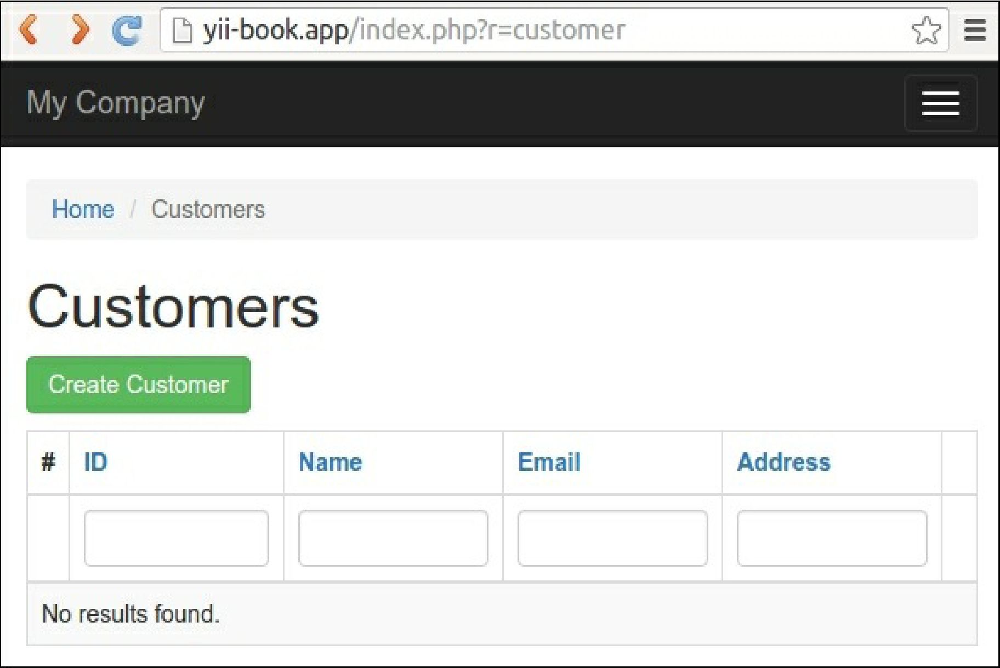 yii-book.app/index.php?r=customer
My Company
Home / Customers
Customers
Create Customer
# ID Name Email Address
No results found.